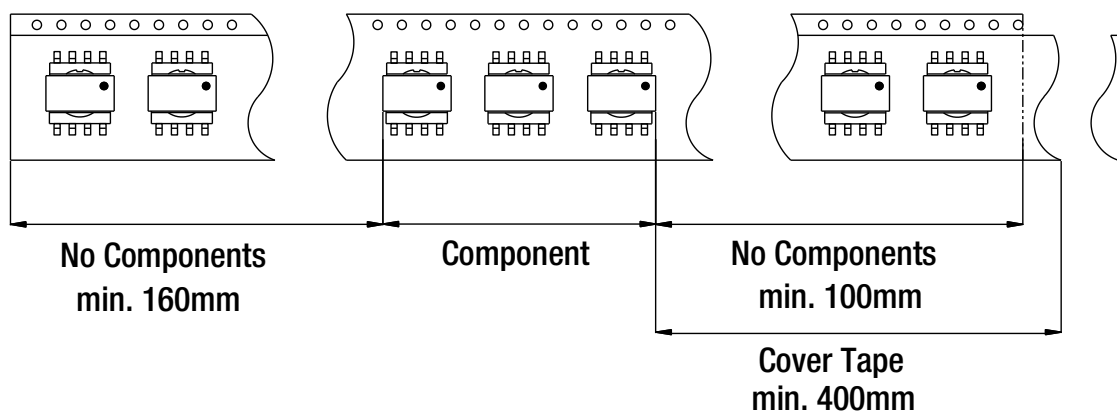 No Components
min. 160mm
Component
No Components
min. 100mm
Cover Tape
min. 400mm